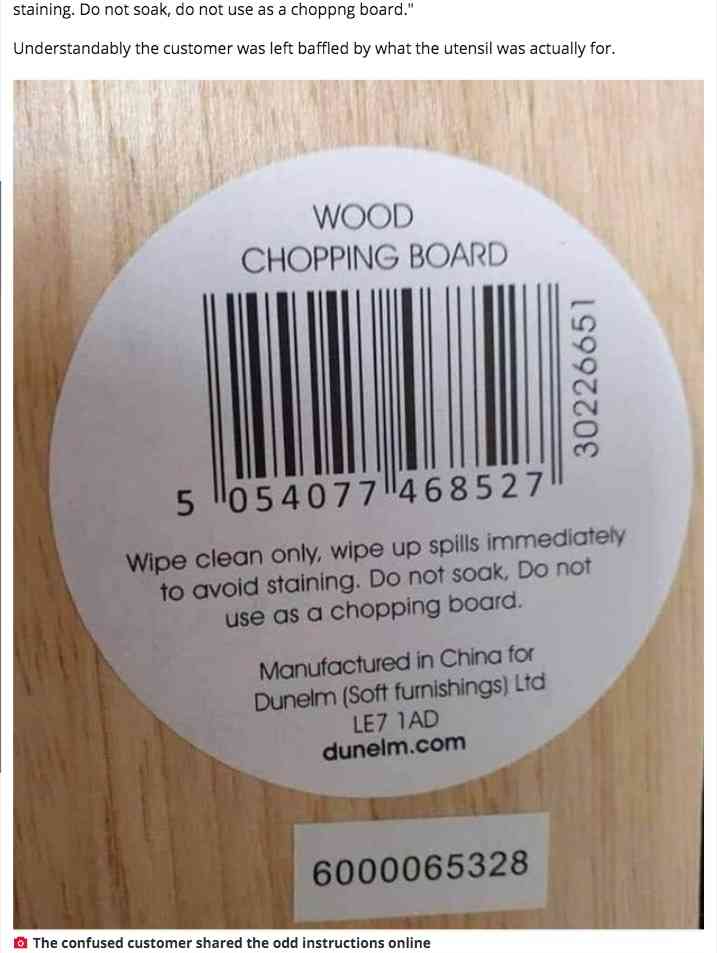 staining. Do not soak, do not use as a choppng board."
Understandably the customer was left baffled by what the utensil was actually for.
WOOD
CHOPPING BOARD
30226651
5 054077 468527
Wipe clean only, wipe up spills immediately
to avoid staining. Do not soak, Do not
use as a chopping board.
Manufactured in China for
Dunelm (Soft furnishings) Ltd
LE7 1AD
dunelm.com
6000065328
The confused customer shared the odd instructions online